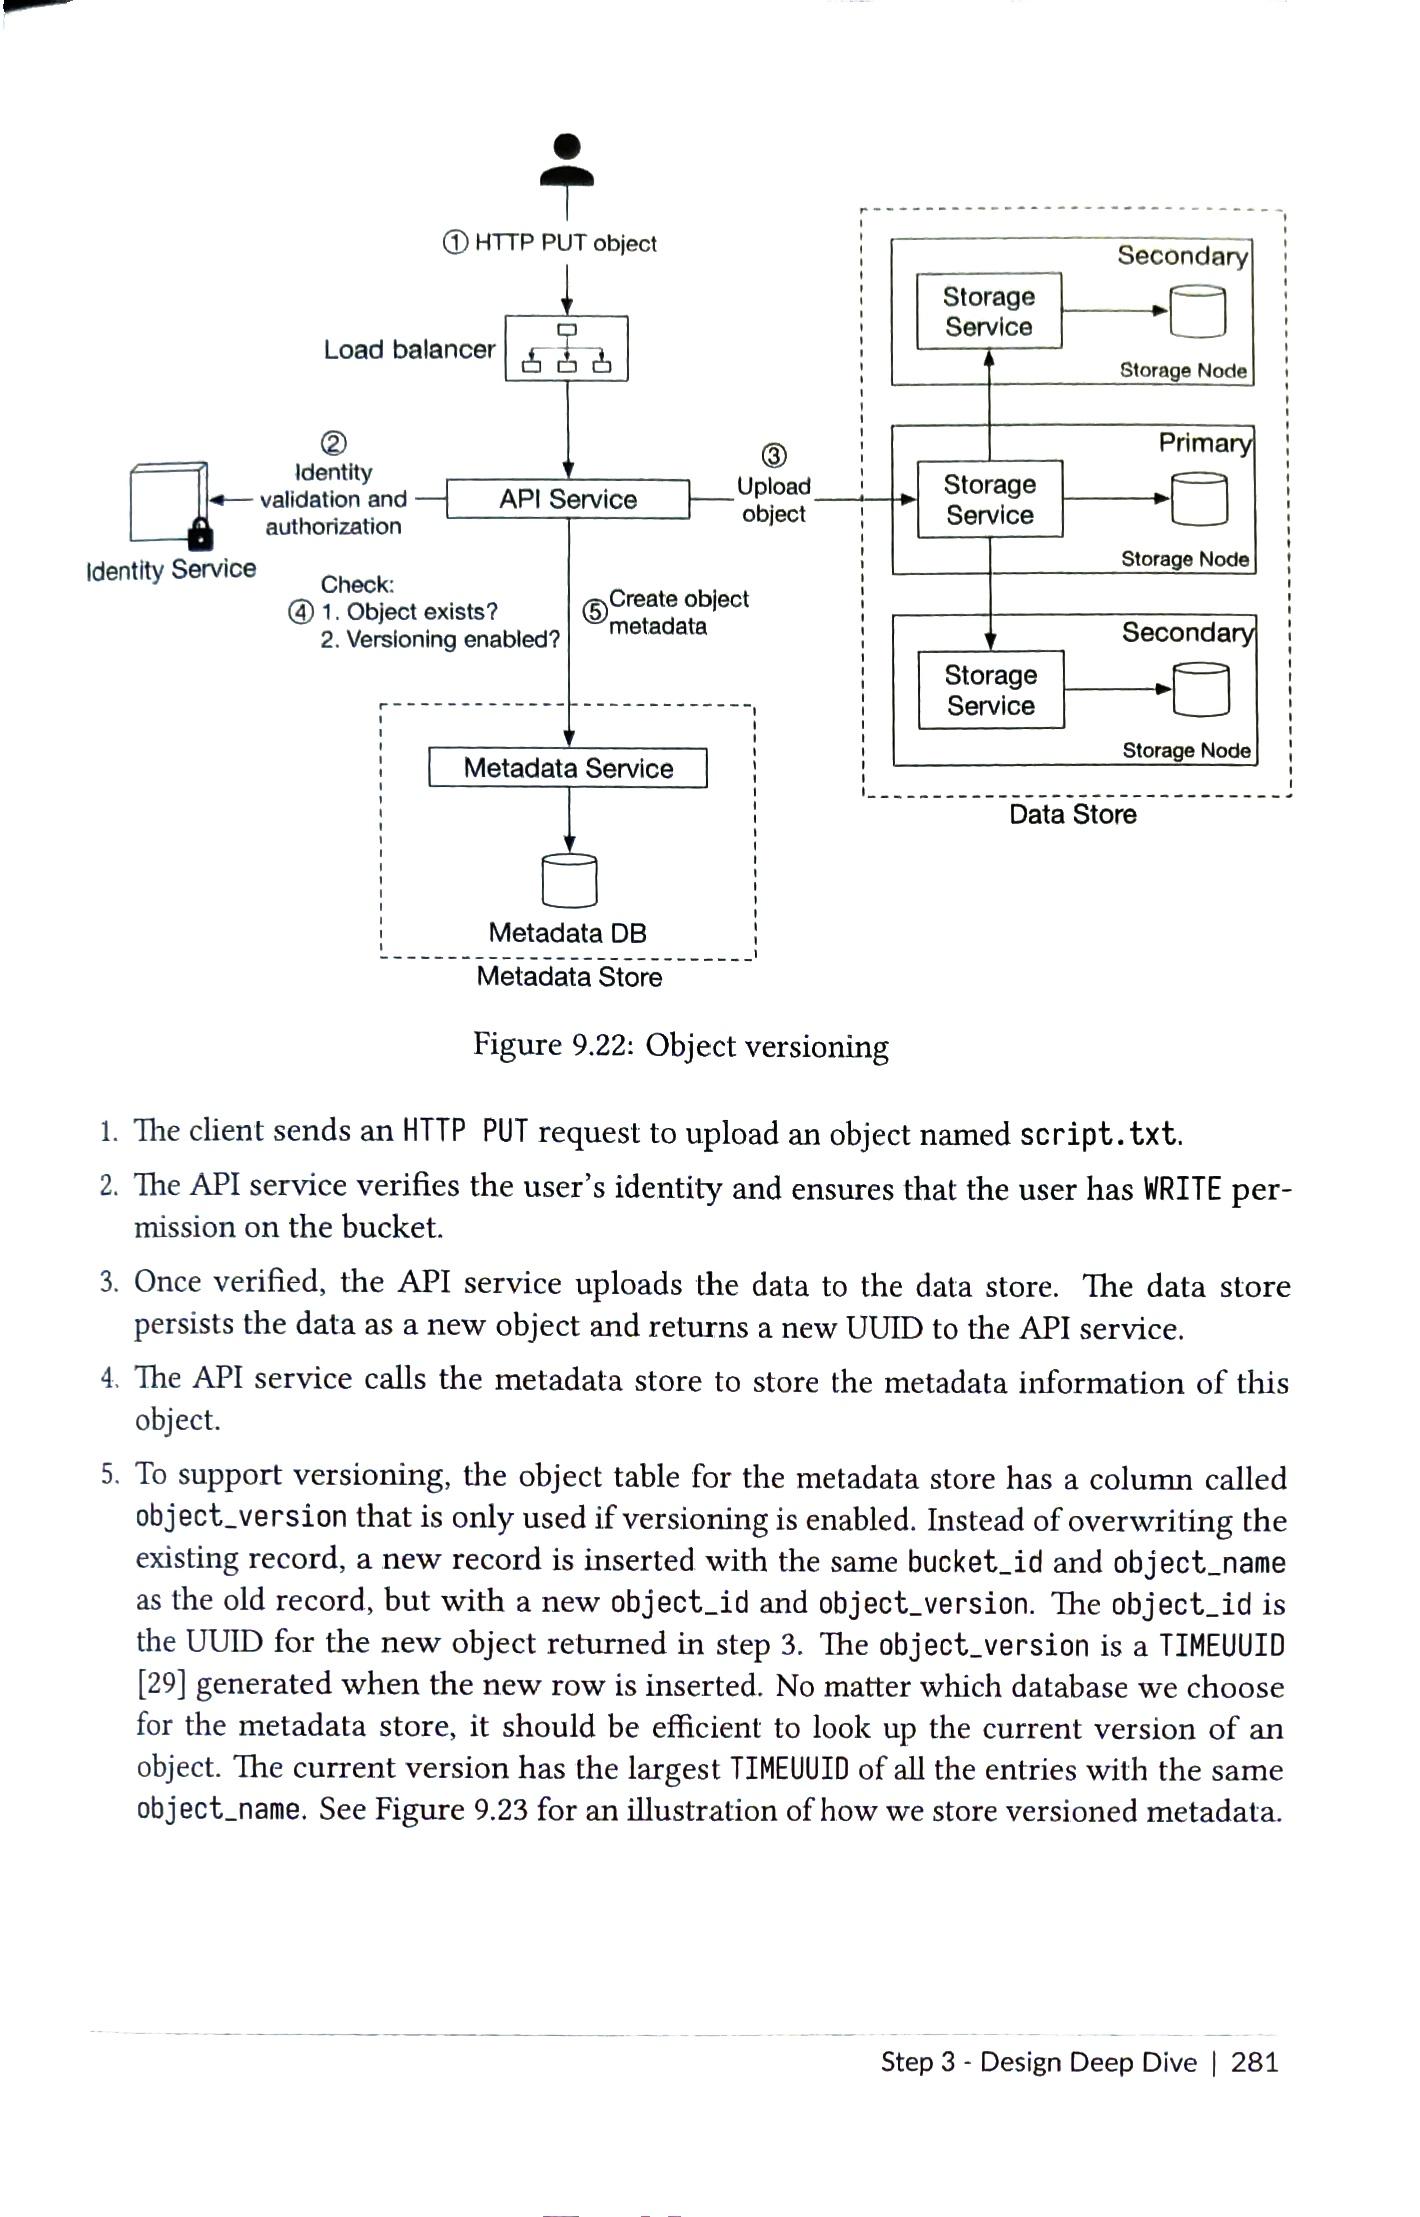 ① HTTP PUT object
Load balancer
②
Identity
validation and
authorization
Identity Service
API Service
③
Upload
object
Check:
④ 1. Object exists?
2. Versioning enabled?
⑤ Create object
metadata
Metadata Service
Metadata DB
Metadata Store
Secondary
Storage
Service
Storage Node
Primary
Storage
Service
Storage Node
Secondary
Storage
Service
Storage Node
Data Store
Figure 9.22: Object versioning
1. The client sends an HTTP PUT request to upload an object named script.txt.
2. The API service verifies the user's identity and ensures that the user has WRITE per-
mission on the bucket.
3. Once verified, the API service uploads the data to the data store. The data store
persists the data as a new object and returns a new UUID to the API service.
4. The API service calls the metadata store to store the metadata information of this
object.
5. To support versioning, the object table for the metadata store has a column called
object_version that is only used if versioning is enabled. Instead of overwriting the
existing record, a new record is inserted with the same bucket_id and object_name
as the old record, but with a new object_id and object_version. The object_id is
the UUID for the new object returned in step 3. The object_version is a TIMEUUID
[29] generated when the new row is inserted. No matter which database we choose
for the metadata store, it should be efficient to look up the current version of an
object. The current version has the largest TIMEUUID of all the entries with the same
object_name. See Figure 9.23 for an illustration of how we store versioned metadata.
Step 3 - Design Deep Dive | 281